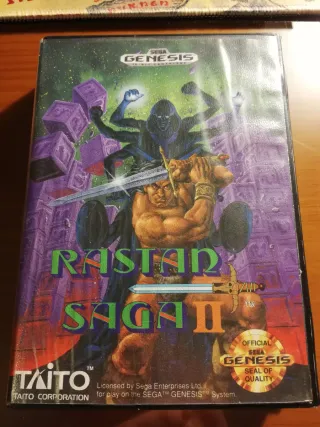 SEGA
GENESIS
RASTAN
SAGA II
TAITO™
TAITO CORPORATION
Licensed by Sega Enterprises Ltd.
for play on the SEGA™ GENESIS™ System.
OFFICIAL
SEGA
GENESIS
SEAL OF
QUALITY